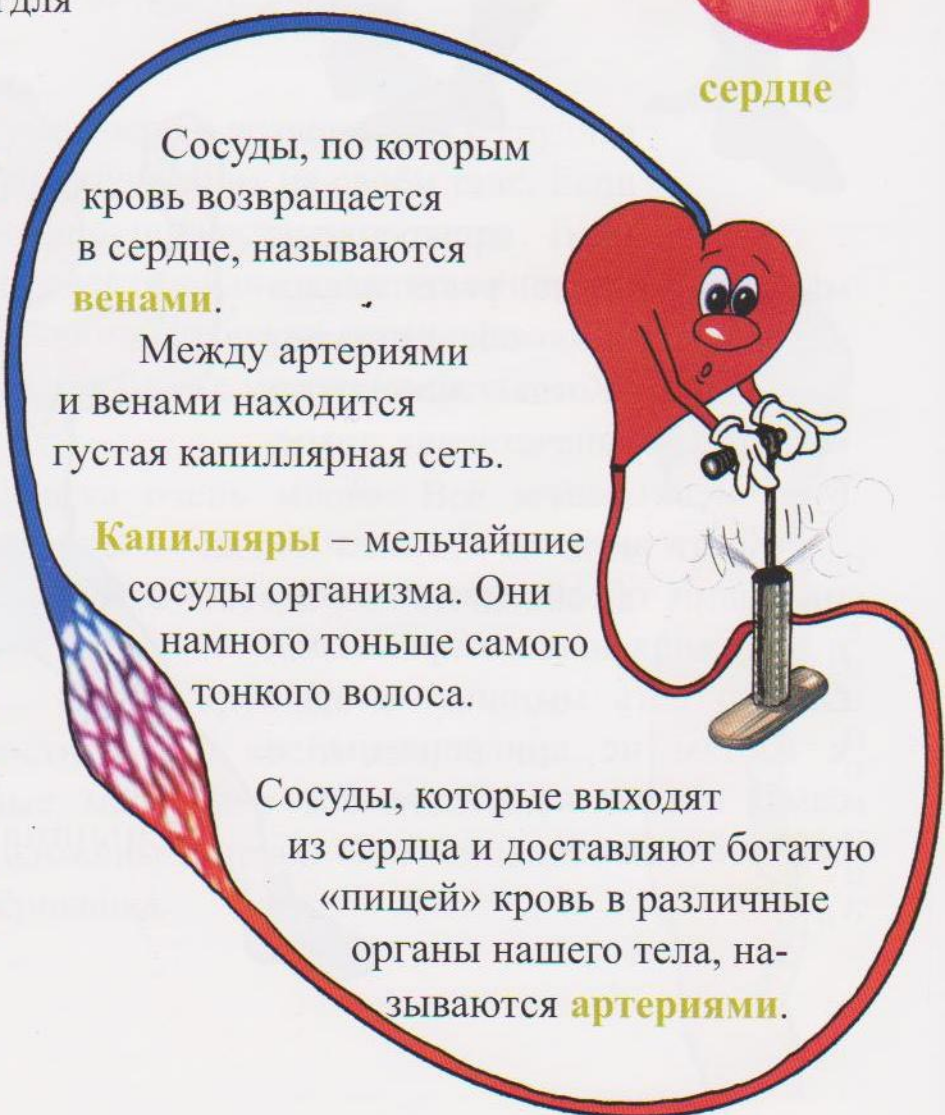 для
сердце
Сосуды, по которым
кровь возвращается
в сердце, называются
венами.
Между артериями
и венами находится
густая капиллярная сеть.
Капилляры – мельчайшие
сосуды организма. Они
намного тоньше самого
тонкого волоса.
Сосуды, которые выходят
из сердца и доставляют богатую
«пищей» кровь в различные
органы нашего тела, на-
зываются артериями.